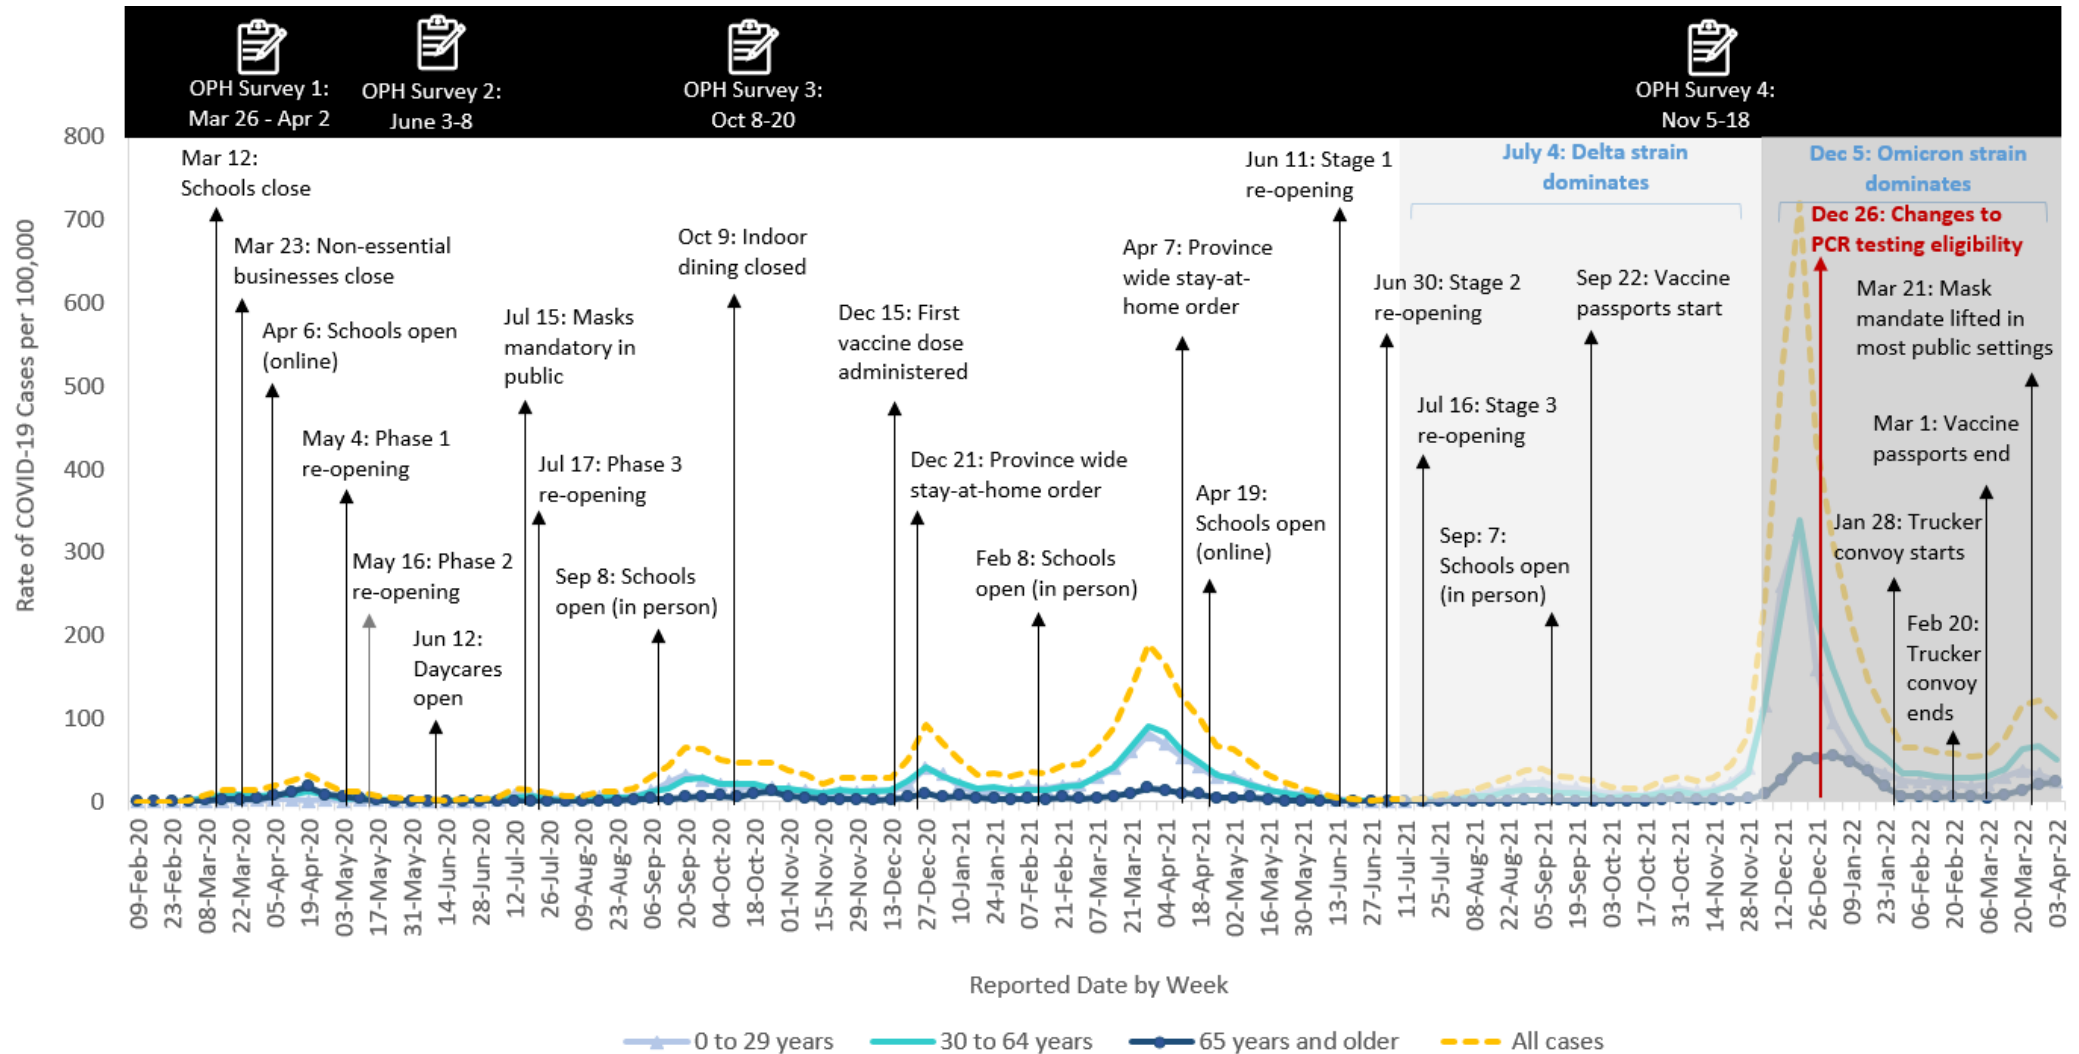 OPH Survey 1:
Mar 26 - Apr 2
OPH Survey 2:
June 3-8
OPH Survey 3:
Oct 8-20
OPH Survey 4:
Nov 5-18
Rate of COVID-19 Cases per 100,000
800
700
600
500
400
300
200
100
0
Mar 12:
Schools close
Mar 23: Non-essential
businesses close
Apr 6: Schools open
(online)
May 4: Phase 1
re-opening
May 16: Phase 2
re-opening
Jun 12:
Daycares
open
Jul 15: Masks
mandatory in
public
Jul 17: Phase 3
re-opening
Sep 8: Schools
open (in person)
Oct 9: Indoor
dining closed
Dec 15: First
vaccine dose
administered
Dec 21: Province wide
stay-at-home order
Feb 8: Schools
open (in person)
Apr 7: Province
wide stay-at-
home order
Apr 19:
Schools open
(online)
Jun 11: Stage 1
re-opening
Jun 30: Stage 2
re-opening
Jul 16: Stage 3
re-opening
Sep: 7:
Schools open
(in person)
Sep 22: Vaccine
passports start
July 4: Delta strain
dominates
Dec 5: Omicron strain
dominates
Dec 26: Changes to
PCR testing eligibility
Mar 21: Mask
mandate lifted in
most public settings
Mar 1: Vaccine
passports end
Jan 28: Trucker
convoy starts
Feb 20:
Trucker
convoy
ends
09-Feb-20
23-Feb-20
08-Mar-20
22-Mar-20
05-Apr-20
19-Apr-20
03-May-20
17-May-20
31-May-20
14-Jun-20
28-Jun-20
12-Jul-20
26-Jul-20
09-Aug-20
23-Aug-20
06-Sep-20
20-Sep-20
04-Oct-20
18-Oct-20
01-Nov-20
15-Nov-20
29-Nov-20
13-Dec-20
27-Dec-20
10-Jan-21
24-Jan-21
07-Feb-21
21-Feb-21
07-Mar-21
21-Mar-21
04-Apr-21
18-Apr-21
02-May-21
16-May-21
30-May-21
13-Jun-21
27-Jun-21
11-Jul-21
25-Jul-21
08-Aug-21
22-Aug-21
05-Sep-21
19-Sep-21
03-Oct-21
17-Oct-21
31-Oct-21
14-Nov-21
28-Nov-21
12-Dec-21
26-Dec-21
09-Jan-22
23-Jan-22
06-Feb-22
20-Feb-22
06-Mar-22
20-Mar-22
03-Apr-22
Reported Date by Week
0 to 29 years
30 to 64 years
65 years and older
All cases